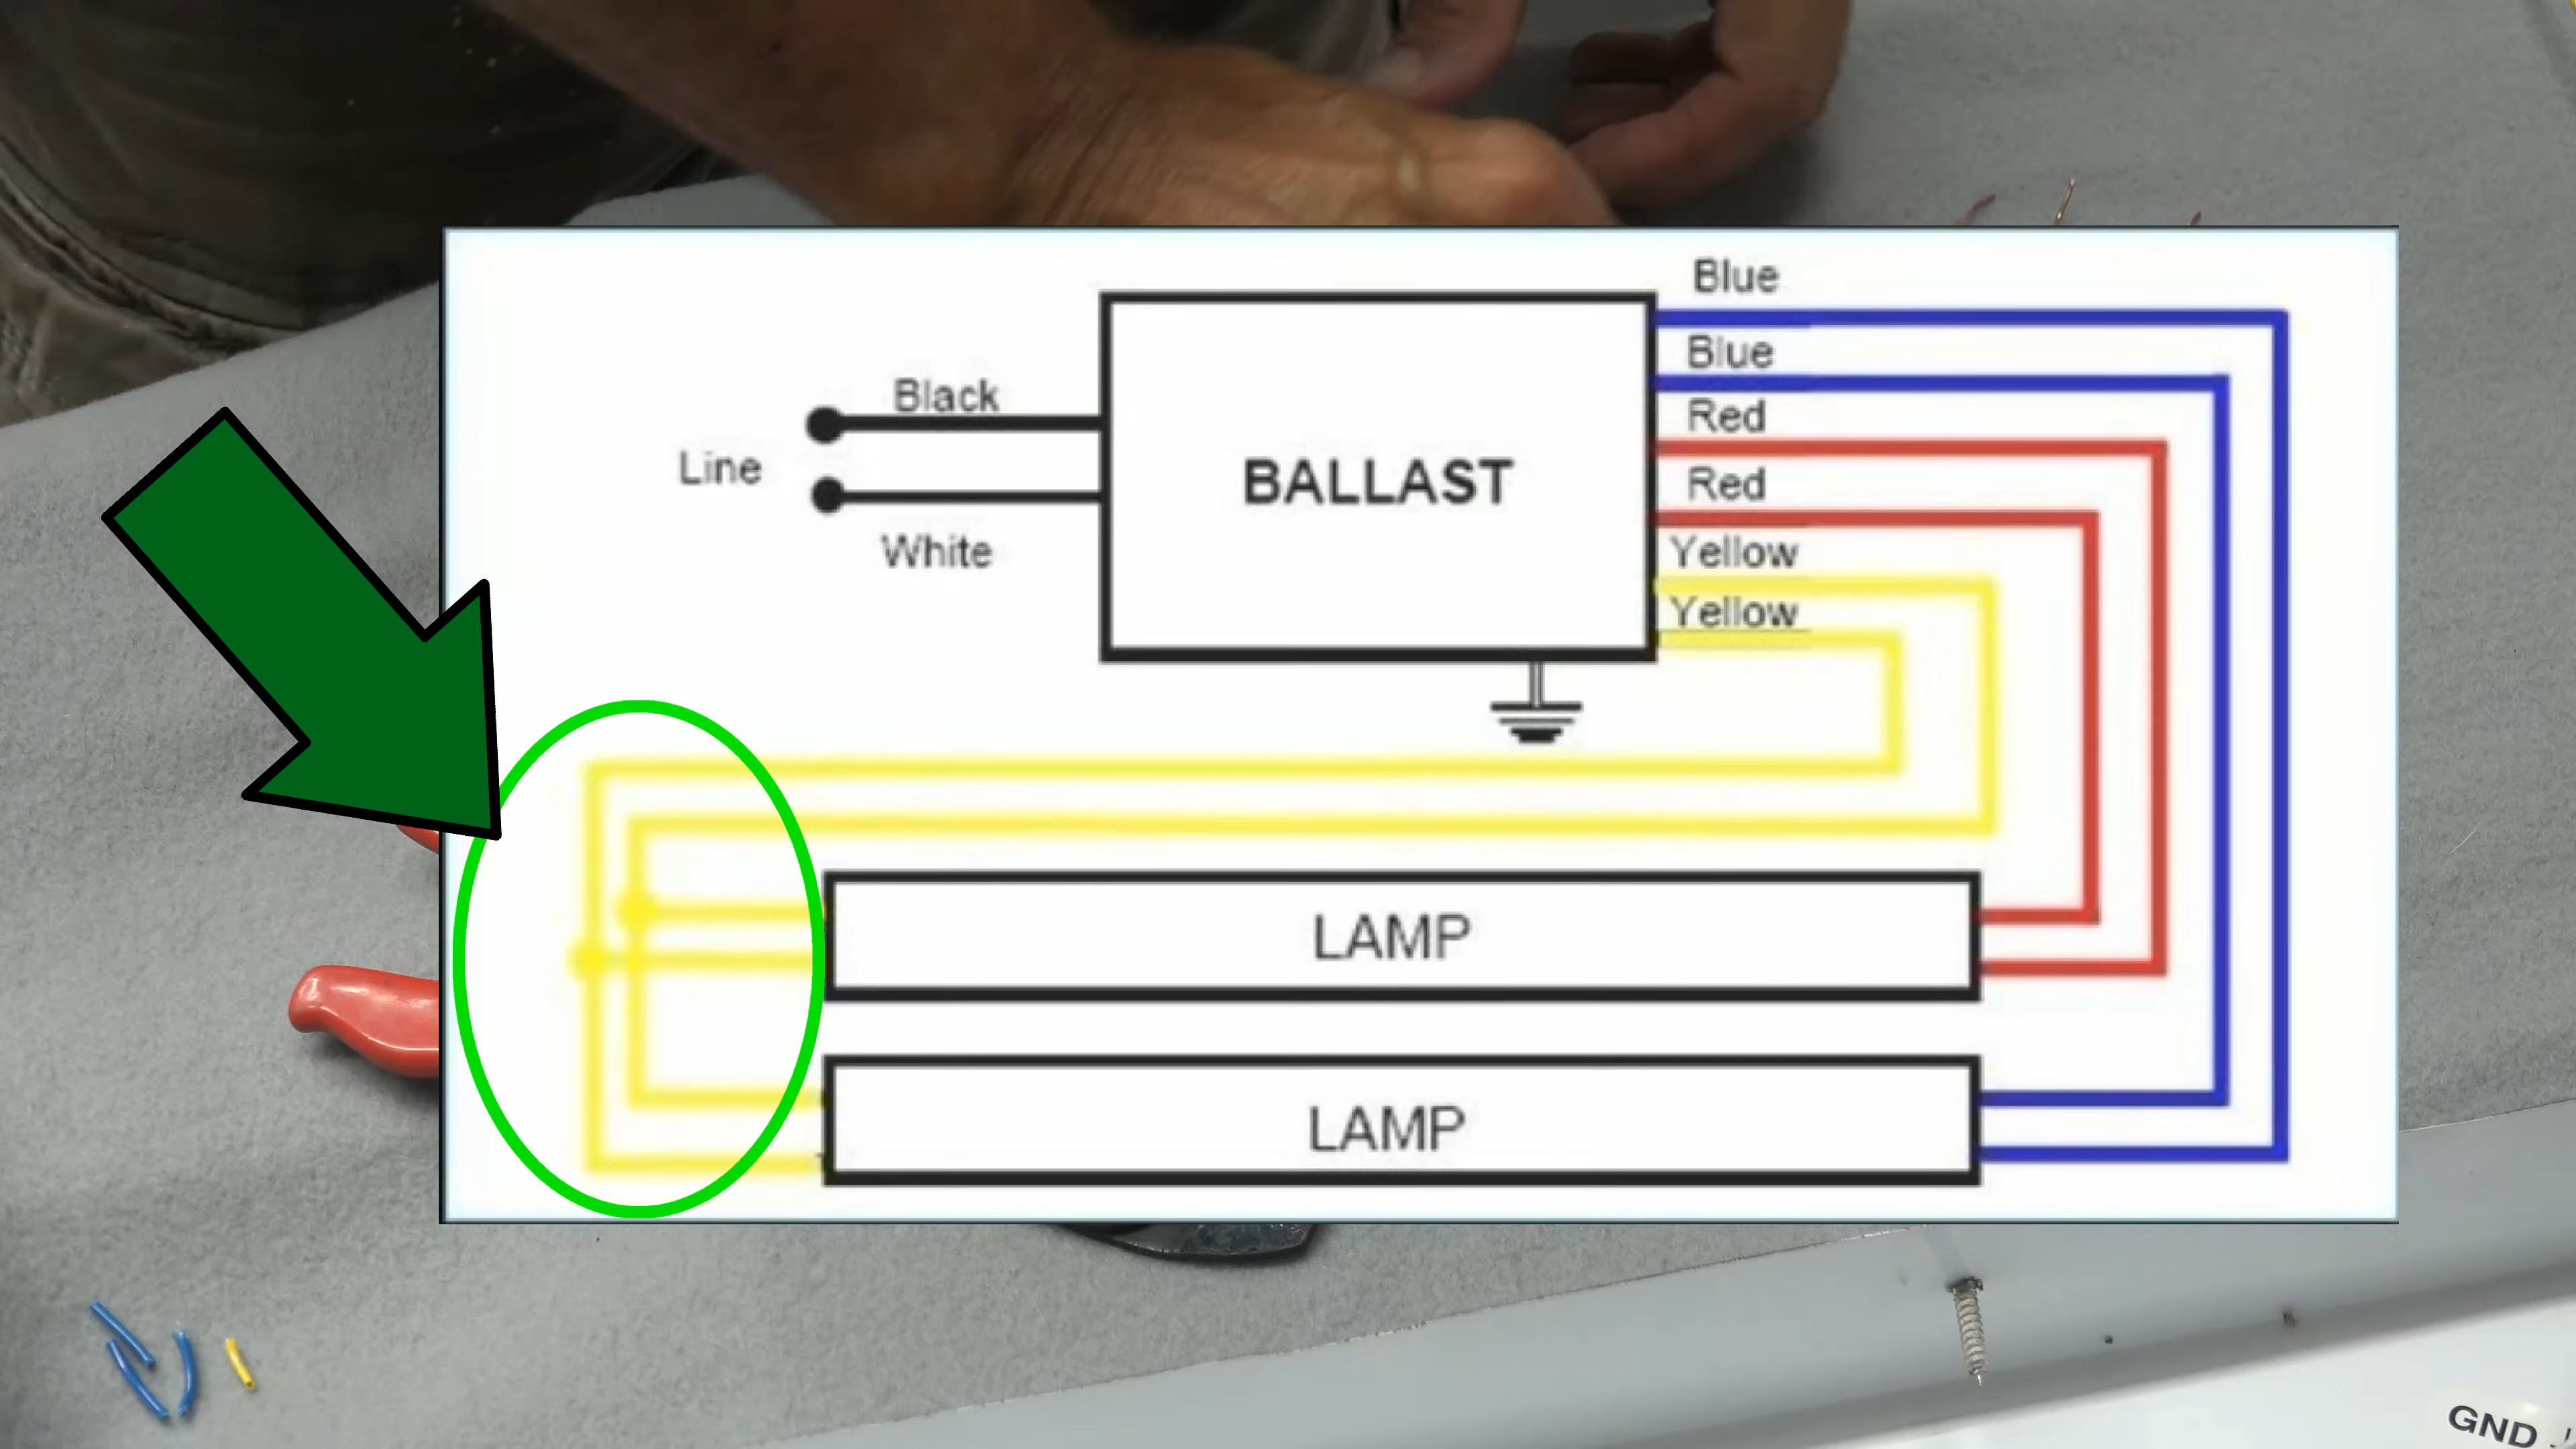 Blue
Blue
Black
Red
Line
BALLAST
Red
White
Yellow
Yellow
LAMP
LAMP
GND